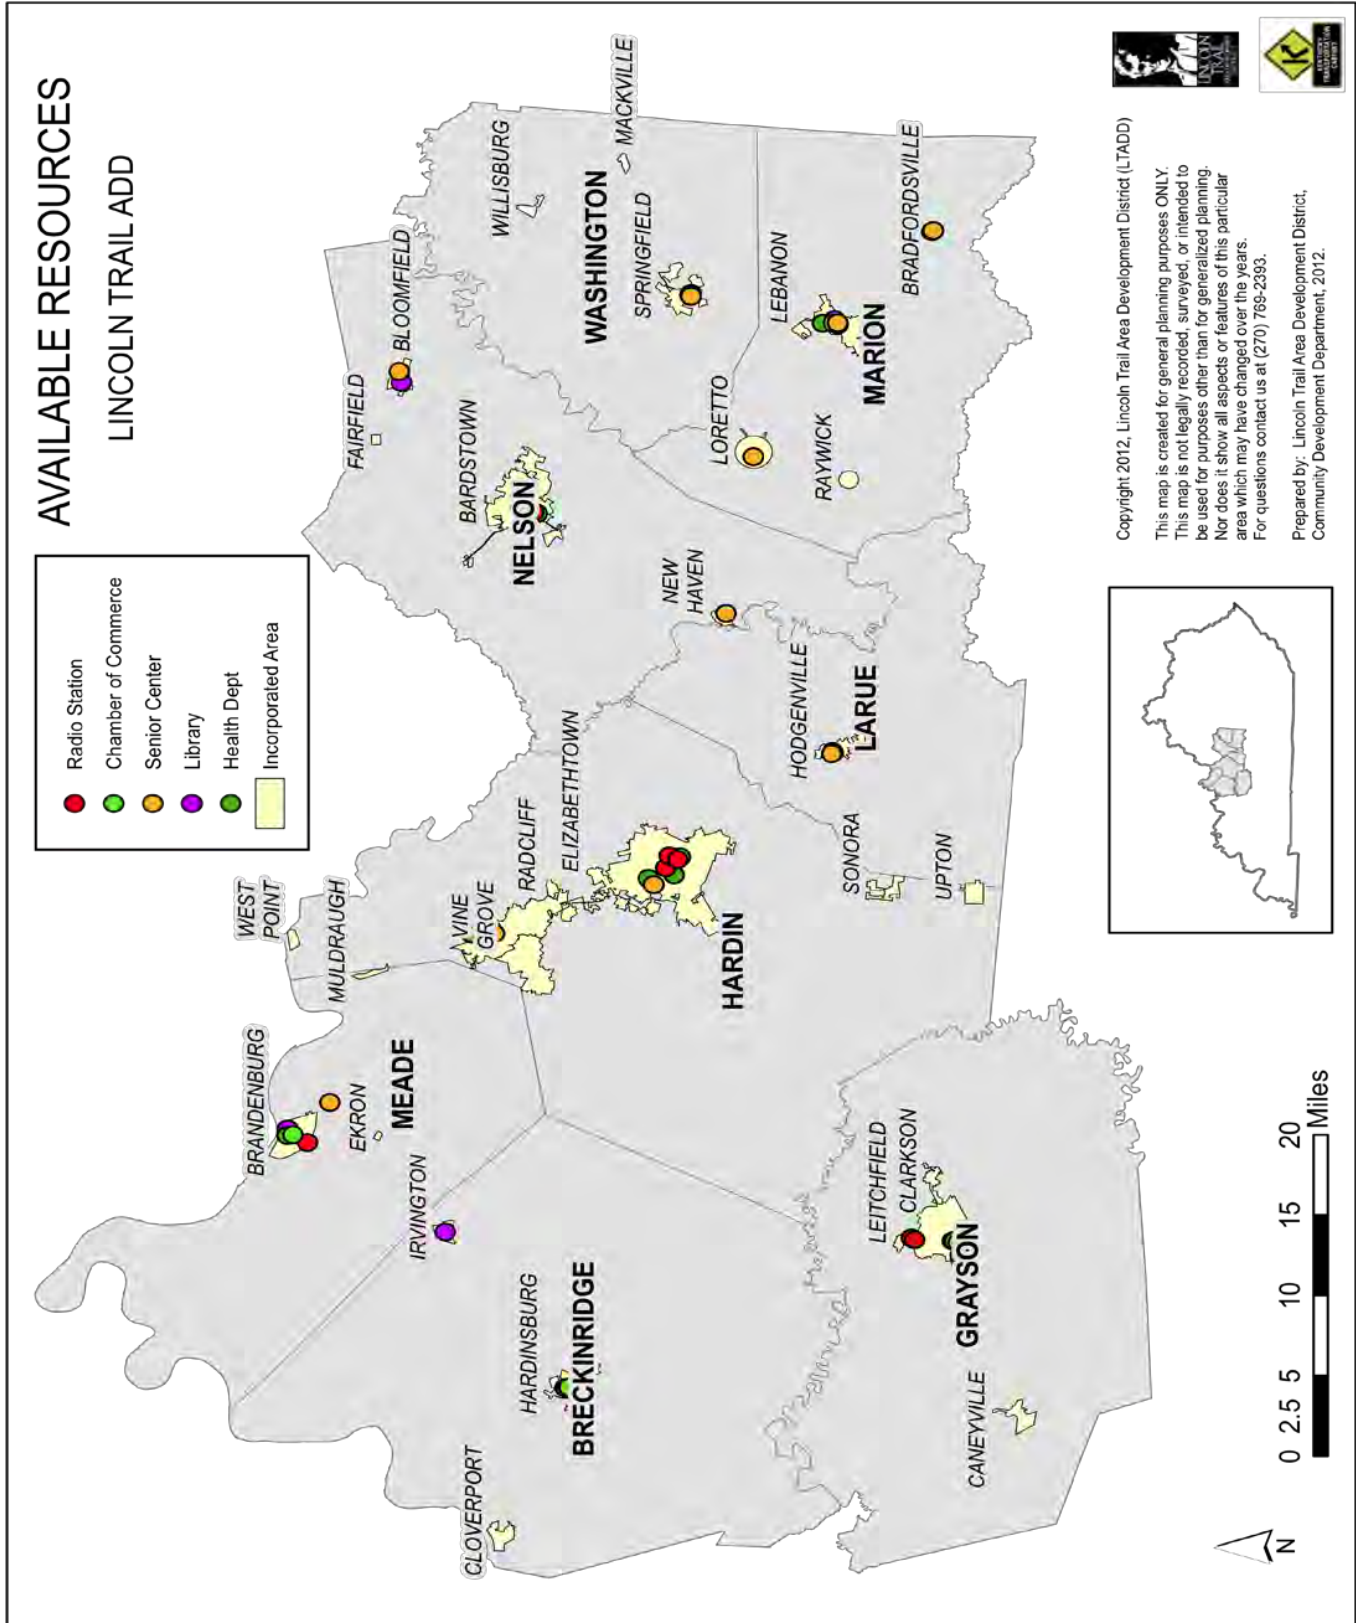 AVAILABLE RESOURCES
LINCOLN TRAIL ADD
Radio Station
Chamber of Commerce
Senior Center
Library
Health Dept
Incorporated Area
WEST
POINT
MULDRAUGH
BRANDENBURG
EKRON
MEADE
IRVINGTON
HARDINSBURG
BRECKINRIDGE
CLOVERPORT
VINE
GROVE
RADCLIFF
ELIZABETHTOWN
HARDIN
FAIRFIELD
BLOOMFIELD
BARDSTOWN
NELSON
NEW
HAVEN
WILLISBURG
MACKVILLE
WASHINGTON
SPRINGFIELD
LEBANON
MARION
BRADFORDSVILLE
LORETTO
RAYWICK
HODGENVILLE
LARUE
SONORA
UPTON
LEITCHFIELD
CLARKSON
GRAYSON
CANEYVILLE
N
0 2.5 5 10 15 20
Miles
Copyright 2012, Lincoln Trail Area Development District (LTADD)
This map is created for general planning purposes ONLY.
This map is not legally recorded, surveyed, or intended to
be used for purposes other than for generalized planning.
Nor does it show all aspects or features of this particular
area which may have changed over the years.
For questions contact us at (270) 769-2393.
Prepared by: Lincoln Trail Area Development District,
Community Development Department, 2012.
LINCOLN
TRAIL
KENTUCKY
TRANSPORTATION
CABINET